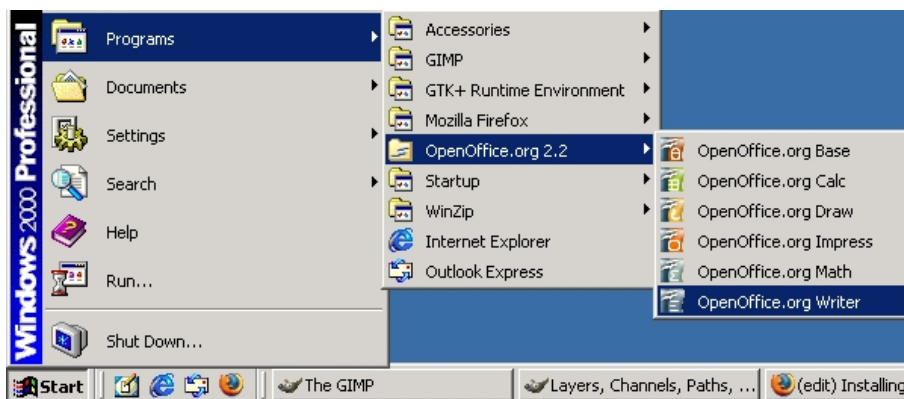 Windows 2000 Professional
Programs
Documents
Settings
Search
Help
Run...
Shut Down...
Accessories
GIMP
GTK+ Runtime Environment
Mozilla Firefox
OpenOffice.org 2.2
Startup
WinZip
Internet Explorer
Outlook Express
OpenOffice.org Base
OpenOffice.org Calc
OpenOffice.org Draw
OpenOffice.org Impress
OpenOffice.org Math
OpenOffice.org Writer
Start
The GIMP
Layers, Channels, Paths, ...
(edit) Installing